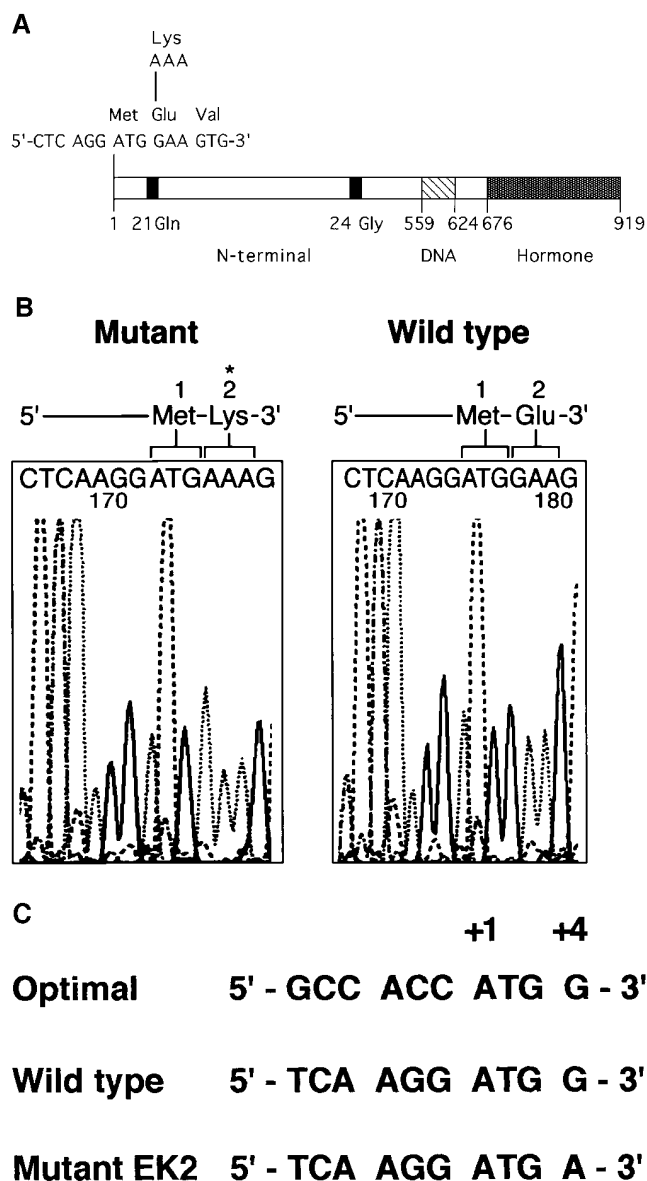 A
Lys
AAA
Met Glu Val
5'-CTC AGG ATG GAA GTG-3'
1 21Gln 24 Gly 559 624 676 919
N-terminal DNA Hormone
B
Mutant Wild type
*
1 2 1 2
5' Met-Lys-3' 5' Met-Glu-3'
CTCAAGGATGAAAG CTCAAGGATGGAAG
170 170 180
C
+1 +4
Optimal 5' - GCC ACC ATG G - 3'
Wild type 5' - TCA AGG ATG G - 3'
Mutant EK2 5' - TCA AGG ATG A - 3'